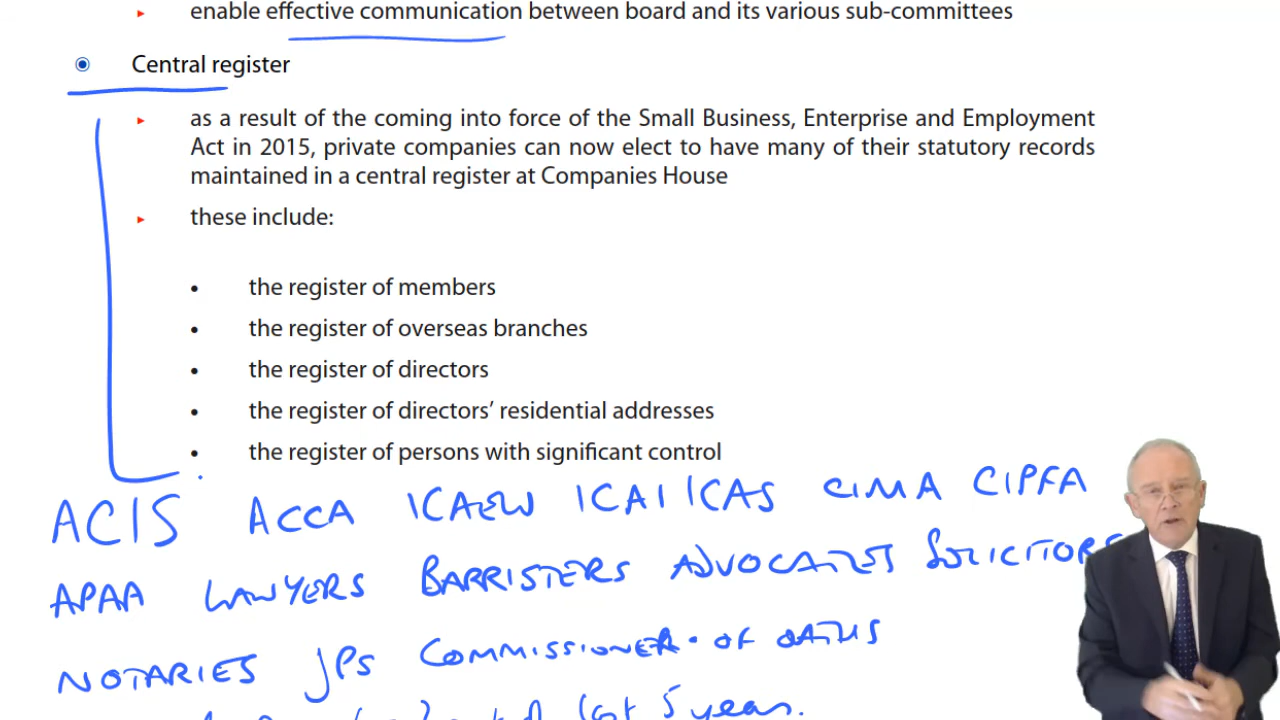 enable effective communication between board and its various sub-committees
Central register
as a result of the coming into force of the Small Business, Enterprise and Employment
Act in 2015, private companies can now elect to have many of their statutory records
maintained in a central register at Companies House
these include:
the register of members
the register of overseas branches
the register of directors
the register of directors' residential addresses
the register of persons with significant control
ACIS ACCA ICAEW ICAI ICAS CIMA CIPFA
APAA LAWYERS BARRISTERS ADVOCATES SOLICITORS
NOTARIES JPS COMMISSIONER OF OATHS
last 5 years.